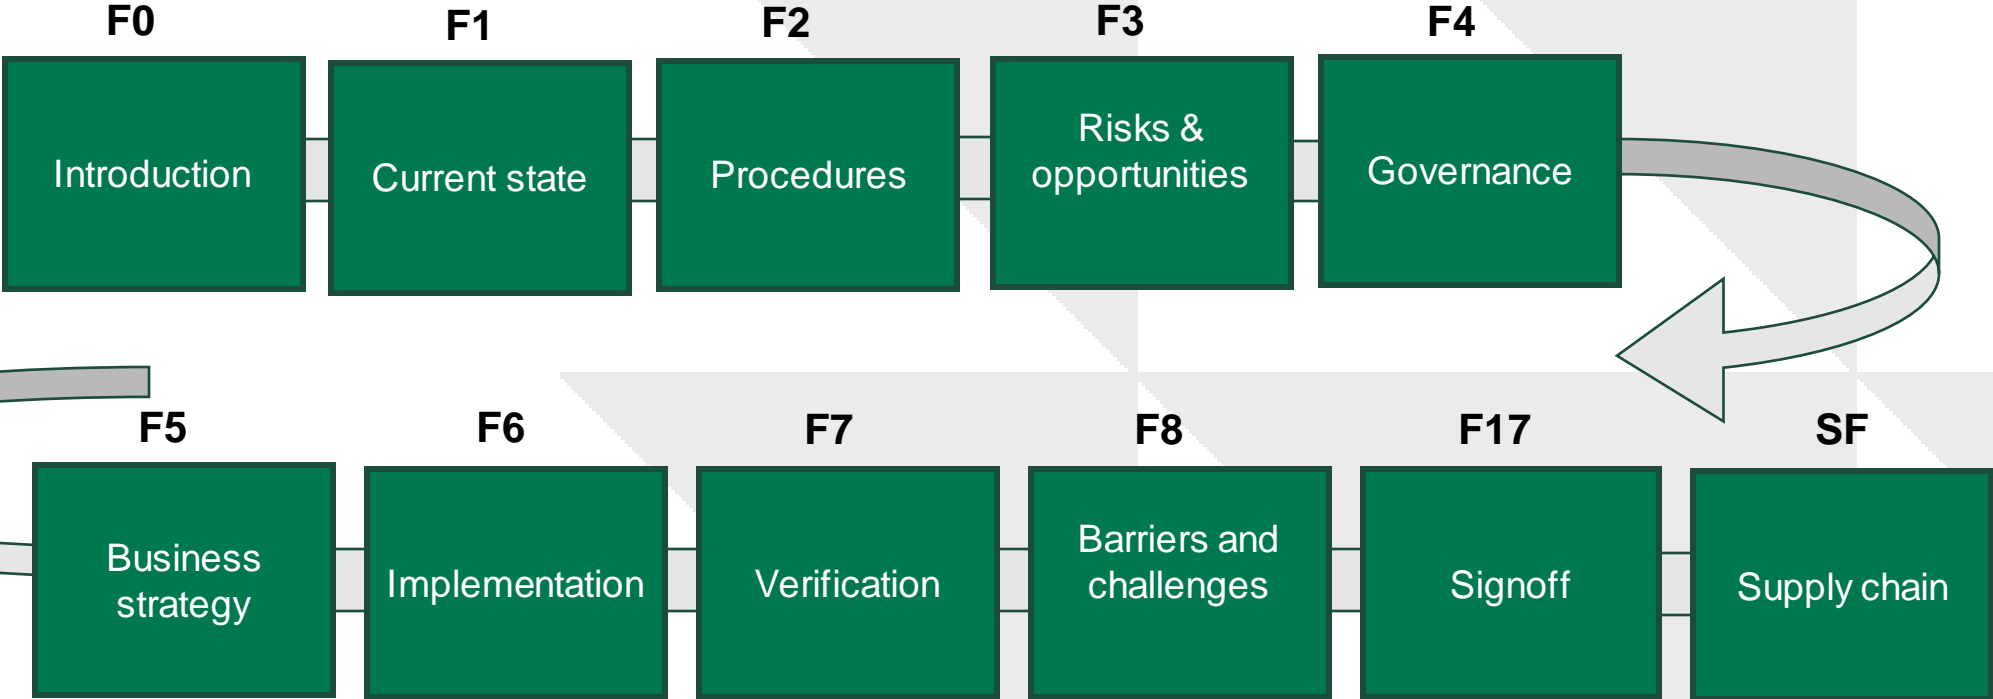 F0
Introduction
F1
Current state
F2
Procedures
F3
Risks &
opportunities
F4
Governance
F5
Business
strategy
F6
Implementation
F7
Verification
F8
Barriers and
challenges
F17
Signoff
SF
Supply chain